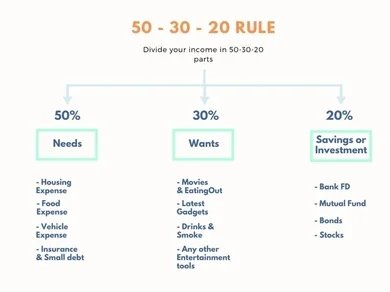 50 - 30 - 20 RULE
Divide your income in 50-30-20
parts
50%
Needs
- Housing
Expense
- Food
Expense
- Vehicle
Expense
- Insurance
& Small debt
30%
Wants
- Movies
& EatingOut
- Latest
Gadgets
- Drinks &
Smoke
- Any other
Entertainment
tools
20%
Savings or
Investment
- Bank FD
- Mutual Fund
- Bonds
- Stocks